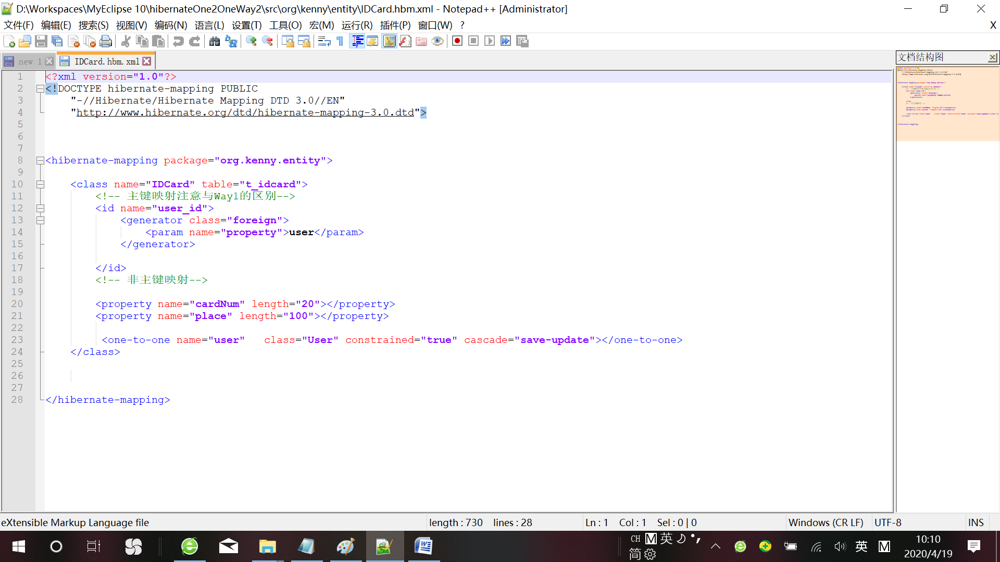 D:\Workspaces\MyEclipse 10\hibernateOne2OneWay2\src\org\kenny\entity\IDCard.hbm.xml - Notepad++ [Administrator]
文件(F) 编辑(E) 搜索(S) 视图(V) 编码(N) 语言(L) 设置(T) 工具(O) 宏(M) 运行(R) 插件(P) 窗口(W) ? X
new 1 IDCard.hbm.xml
文档结构图
1 <?xml version="1.0"?>
2 <!DOCTYPE hibernate-mapping PUBLIC
3 "-//Hibernate/Hibernate Mapping DTD 3.0//EN"
4 "http://www.hibernate.org/dtd/hibernate-mapping-3.0.dtd">
5
6
7
8 <hibernate-mapping package="org.kenny.entity">
9
10 <class name="IDCard" table="t_idcard">
11 <!-- 主键映射注意与Way1的区别-->
12 <id name="user_id">
13 <generator class="foreign">
14 <param name="property">user</param>
15 </generator>
16
17 </id>
18 <!-- 非主键映射-->
19
20 <property name="cardNum" length="20"></property>
21 <property name="place" length="100"></property>
22
23 <one-to-one name="user" class="User" constrained="true" cascade="save-update"></one-to-one>
24 </class>
25
26
27
28 </hibernate-mapping>
eXtensible Markup Language file length : 730 lines : 28 Ln : 1 Col : 1 Sel : 0 | 0 Windows (CR LF) UTF-8 INS
CH M 英
简
英 M
10:10
2020/4/19